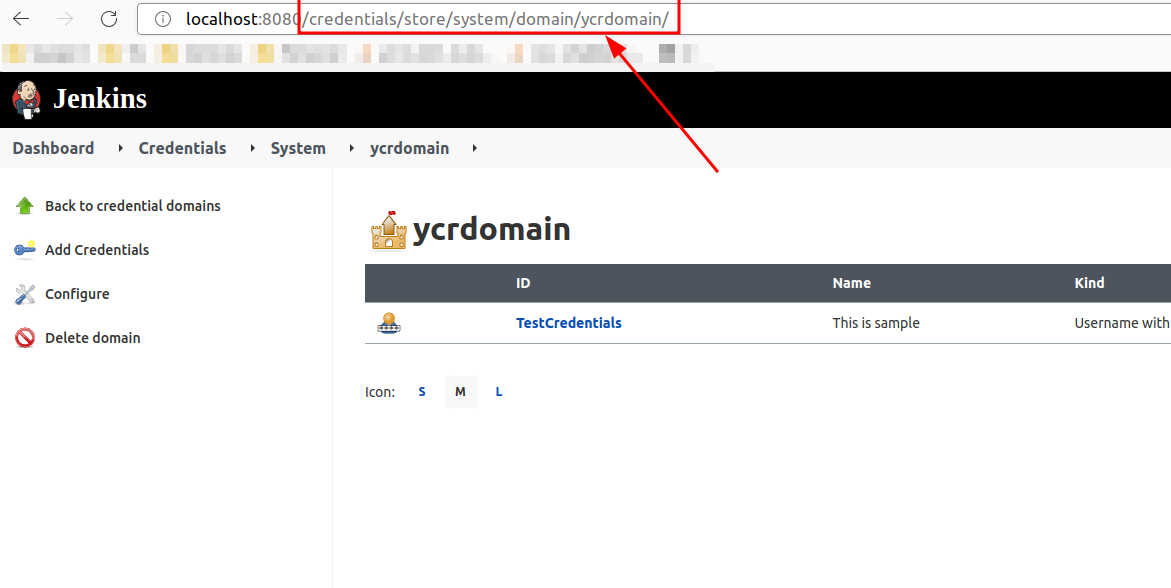 localhost:8080/credentials/store/system/domain/ycrdomain/
Jenkins
Dashboard Credentials System ycrdomain
Back to credential domains
Add Credentials
Configure
Delete domain
ycrdomain
ID Name Kind
TestCredentials This is sample Username with
Icon: S M L